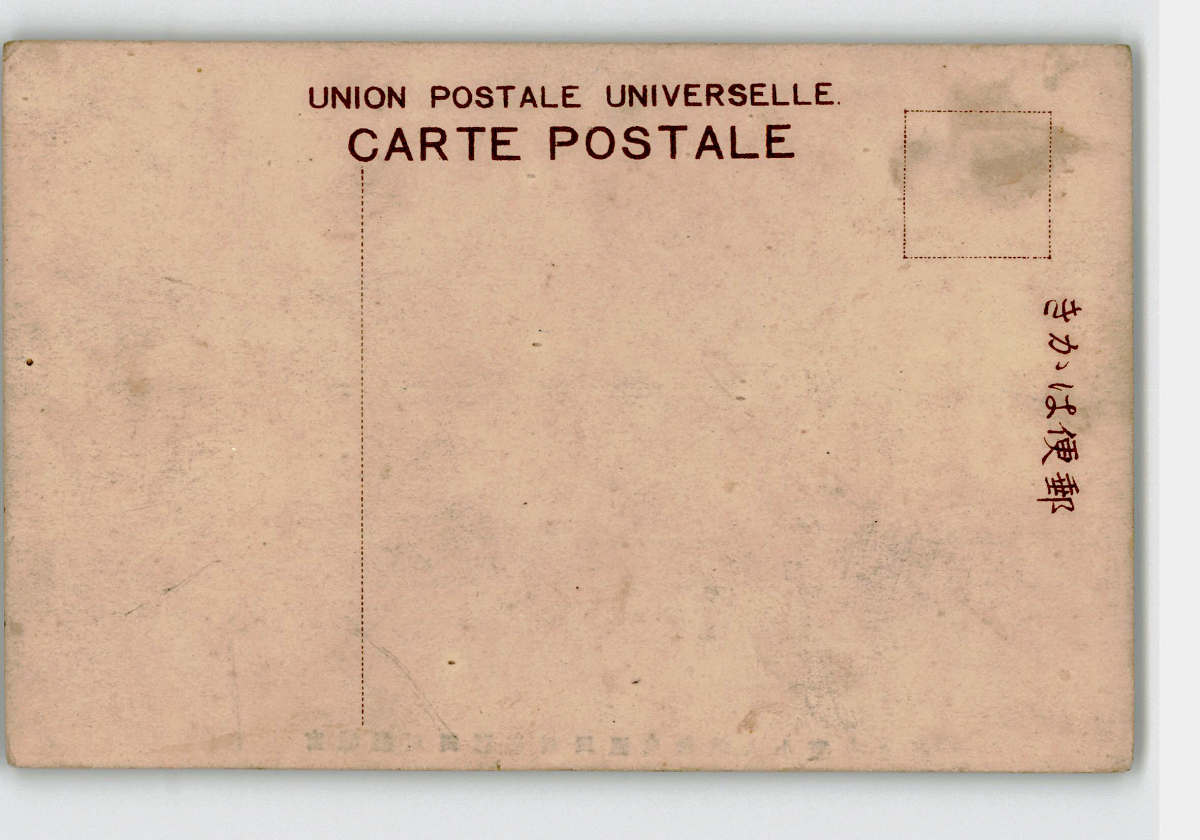 UNION POSTALE UNIVERSELLE.
CARTE POSTALE
郵便はかき